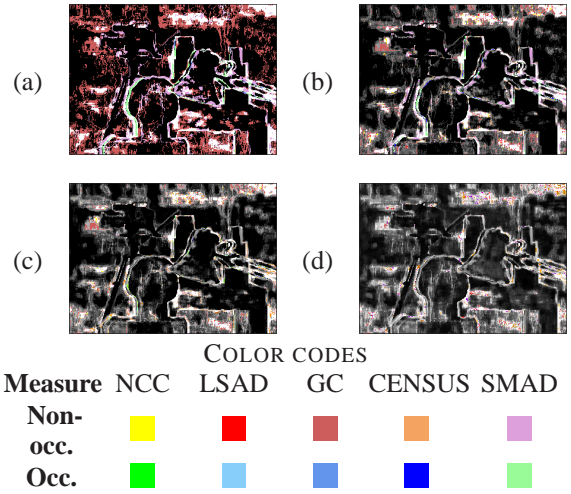 (a) (b)
(c) (d)
COLOR CODES
Measure NCC LSAD GC CENSUS SMAD
Non-
occ.
Occ.